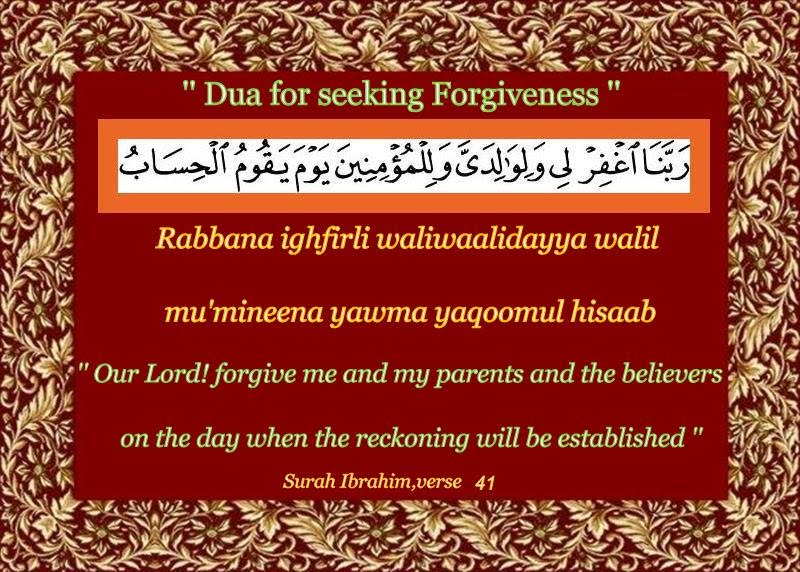 " Dua for seeking Forgiveness "
رَبَّنَا ٱغْفِرْ لِى وَلِوَٰلِدَىَّ وَلِلْمُؤْمِنِينَ يَوْمَ يَقُومُ ٱلْحِسَابُ
Rabbana ighfirli waliwaalidayya walil
mu'mineena yawma yaqoomul hisaab
" Our Lord! forgive me and my parents and the believers
on the day when the reckoning will be established "
Surah Ibrahim,verse 41